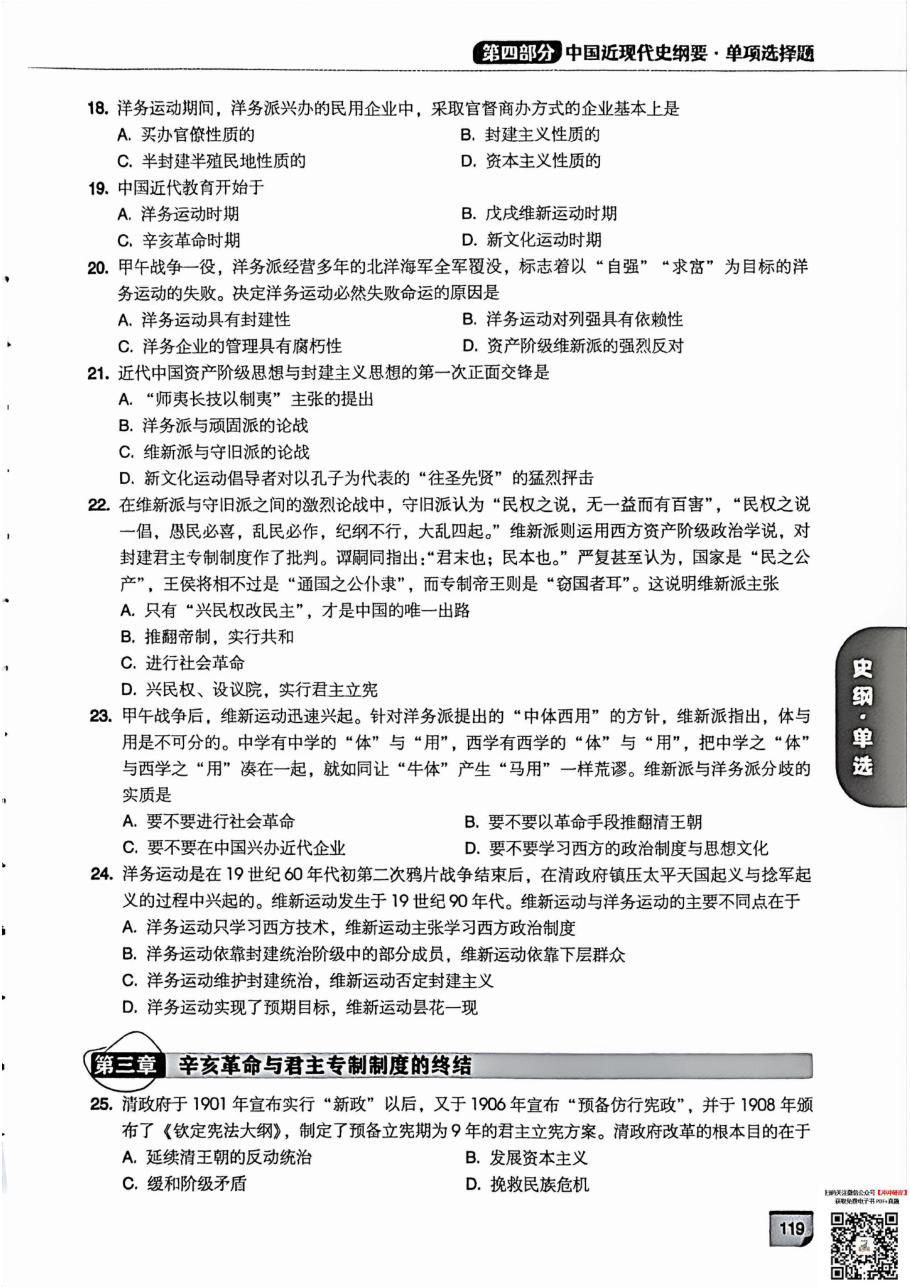 第四部分 中国近现代史纲要·单项选择题
18. 洋务运动期间，洋务派兴办的民用企业中，采取官督商办方式的企业基本上是
A. 买办官僚性质的 B. 封建主义性质的
C. 半封建半殖民地性质的 D. 资本主义性质的
19. 中国近代教育开始于
A. 洋务运动时期 B. 戊戌维新运动时期
C. 辛亥革命时期 D. 新文化运动时期
20. 甲午战争一役，洋务派经营多年的北洋海军全军覆没，标志着以“自强”“求富”为目标的洋
务运动的失败。决定洋务运动必然失败命运的原因是
A. 洋务运动具有封建性 B. 洋务运动对列强具有依赖性
C. 洋务企业的管理具有腐朽性 D. 资产阶级维新派的强烈反对
21. 近代中国资产阶级思想与封建主义思想的第一次正面交锋是
A. “师夷长技以制夷”主张的提出
B. 洋务派与顽固派的论战
C. 维新派与守旧派的论战
D. 新文化运动倡导者对以孔子为代表的“往圣先贤”的猛烈抨击
22. 在维新派与守旧派之间的激烈论战中，守旧派认为“民权之说，无一益而有百害”，“民权之说
一倡，愚民必喜，乱民必作，纪纲不行，大乱四起。”维新派则运用西方资产阶级政治学说，对
封建君主专制制度作了批判。谭嗣同指出：“君末也；民本也。”严复甚至认为，国家是“民之公
产”，王侯将相不过是“通国之公仆隶”，而专制帝王则是“窃国者耳”。这说明维新派主张
A. 只有“兴民权改民主”，才是中国的唯一出路
B. 推翻帝制，实行共和
C. 进行社会革命
D. 兴民权、设议院，实行君主立宪
23. 甲午战争后，维新运动迅速兴起。针对洋务派提出的“中体西用”的方针，维新派指出，体与
用是不可分的。中学有中学的“体”与“用”，西学有西学的“体”与“用”，把中学之“体”
与西学之“用”凑在一起，就如同让“牛体”产生“马用”一样荒谬。维新派与洋务派分歧的
实质是
A. 要不要进行社会革命 B. 要不要以革命手段推翻清王朝
C. 要不要在中国兴办近代企业 D. 要不要学习西方的政治制度与思想文化
24. 洋务运动是在19世纪60年代初第二次鸦片战争结束后，在清政府镇压太平天国起义与捻军起
义的过程中兴起的。维新运动发生于19世纪90年代。维新运动与洋务运动的主要不同点在于
A. 洋务运动只学习西方技术，维新运动主张学习西方政治制度
B. 洋务运动依靠封建统治阶级中的部分成员，维新运动依靠下层群众
C. 洋务运动维护封建统治，维新运动否定封建主义
D. 洋务运动实现了预期目标，维新运动昙花一现
第三章 辛亥革命与君主专制制度的终结
25. 清政府于1901年宣布实行“新政”以后，又于1906年宣布“预备仿行宪政”，并于1908年颁
布了《钦定宪法大纲》，制定了预备立宪期为9年的君主立宪方案。清政府改革的根本目的在于
A. 延续清王朝的反动统治 B. 发展资本主义
C. 缓和阶级矛盾 D. 挽救民族危机
史纲·单选
扫码关注微信公众号【冲冲研官】
获取免费电子书PDF+真题
119